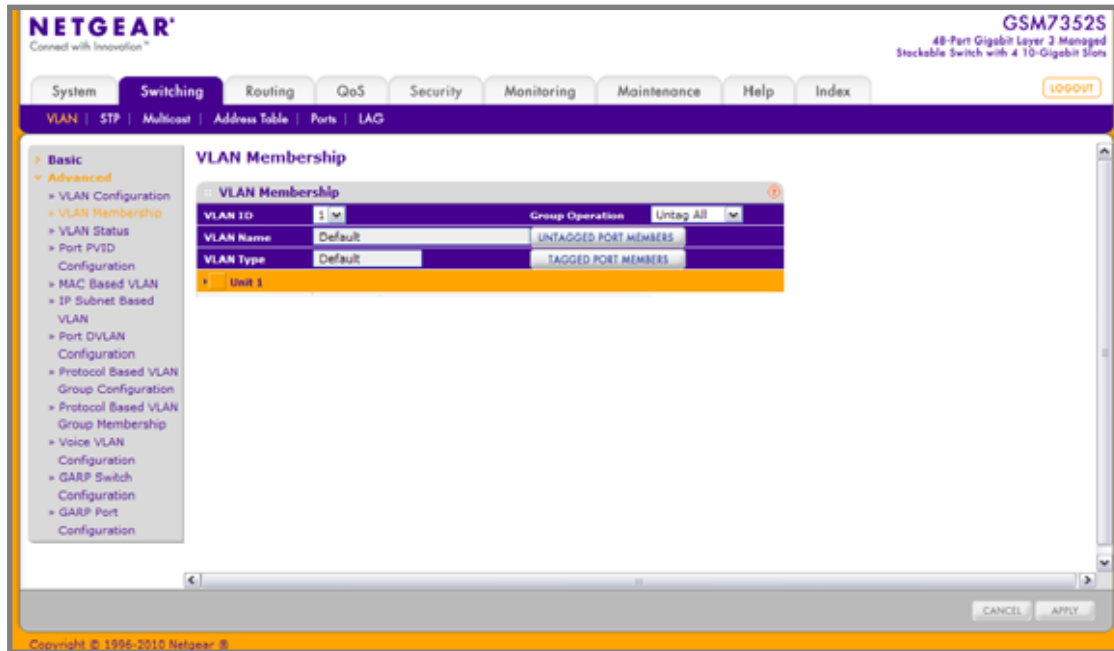 NETGEAR®
Connect with Innovation™
GSM7352S
48-Port Gigabit Layer 3 Managed
Stackable Switch with 4 10-Gigabit Slots
System Switching Routing QoS Security Monitoring Maintenance Help Index
LOGOUT
VLAN | STP | Multicast | Address Table | Ports | LAG
Basic
Advanced
» VLAN Configuration
» VLAN Membership
» VLAN Status
» Port PVID
Configuration
» MAC Based VLAN
» IP Subnet Based
VLAN
» Port DVLAN
Configuration
» Protocol Based VLAN
Group Configuration
» Protocol Based VLAN
Group Membership
» Voice VLAN
Configuration
» GARP Switch
Configuration
» GARP Port
Configuration
VLAN Membership
VLAN Membership
VLAN ID 1 Group Operation Untag All
VLAN Name Default UNTAGGED PORT MEMBERS
VLAN Type Default TAGGED PORT MEMBERS
Unit 1
CANCEL APPLY
Copyright © 1996-2010 Netgear ®